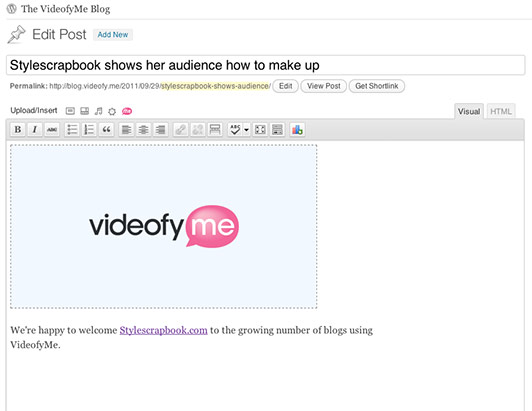 The VideofyMe Blog
Edit Post Add New
Stylescrapbook shows her audience how to make up
Permalink: http://blog.videofy.me/2011/09/29/stylescrapbook-shows-audience/ Edit View Post Get Shortlink
Upload/Insert Visual HTML
B I ABC ABC
videofy me
We're happy to welcome Stylescrapbook.com to the growing number of blogs using
VideofyMe.